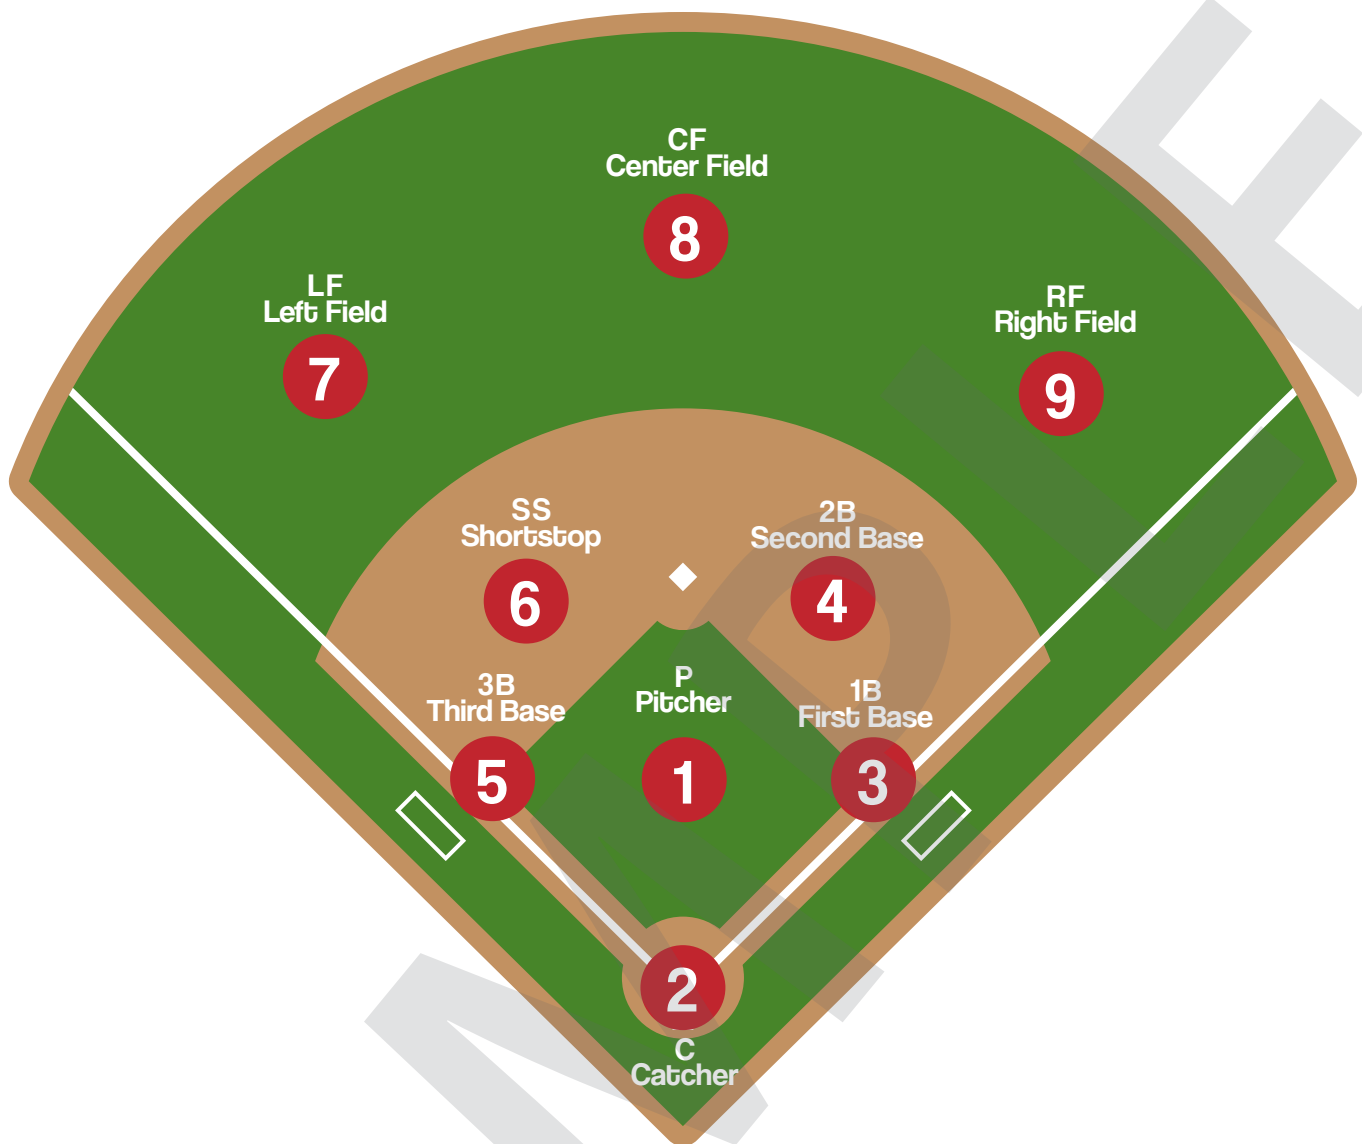 CF
Center Field
8
LF
Left Field
7
RF
Right Field
9
SS
Shortstop
6
2B
Second Base
4
3B
Third Base
5
P
Pitcher
1
1B
First Base
3
2
C
Catcher